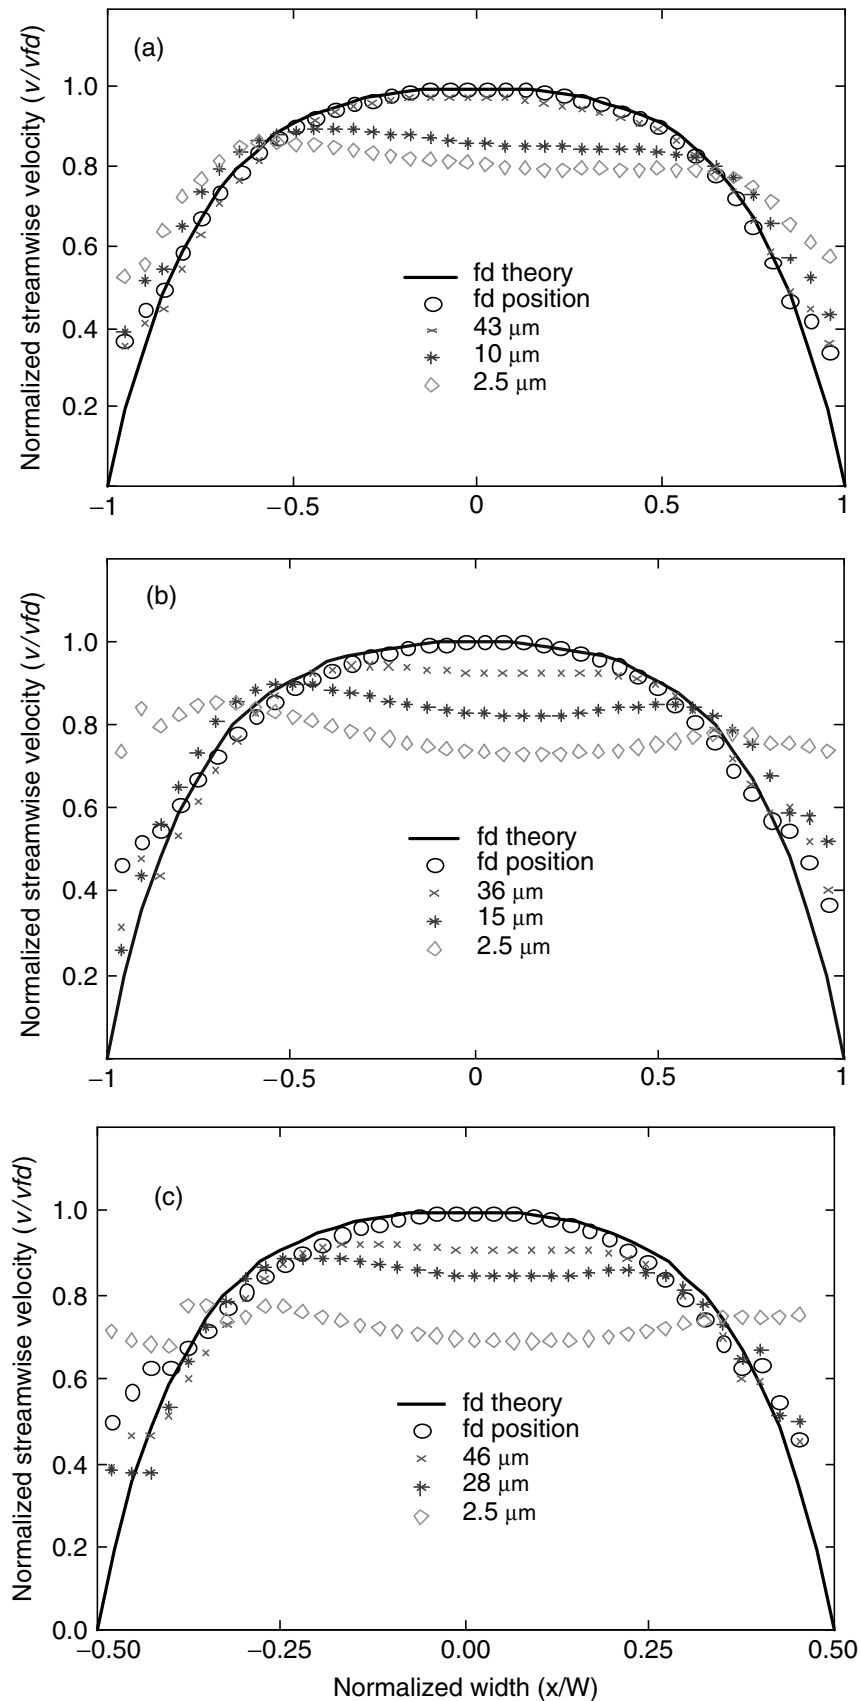 (a)
Normalized streamwise velocity (v/vfd)
1.0
0.8
0.6
0.4
0.2
fd theory
fd position
43 μm
10 μm
2.5 μm
−1
−0.5
0
0.5
1
(b)
Normalized streamwise velocity (v/vfd)
1.0
0.8
0.6
0.4
0.2
fd theory
fd position
36 μm
15 μm
2.5 μm
−1
−0.5
0
0.5
1
(c)
Normalized streamwise velocity (v/vfd)
1.0
0.8
0.6
0.4
0.2
0.0
fd theory
fd position
46 μm
28 μm
2.5 μm
−0.50
−0.25
0.00
0.25
0.50
Normalized width (x/W)